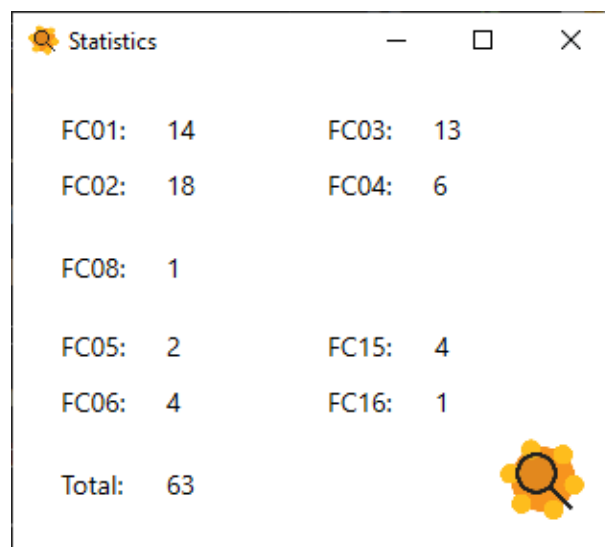 Statistics
FC01: 14 FC03: 13
FC02: 18 FC04: 6
FC08: 1
FC05: 2 FC15: 4
FC06: 4 FC16: 1
Total: 63